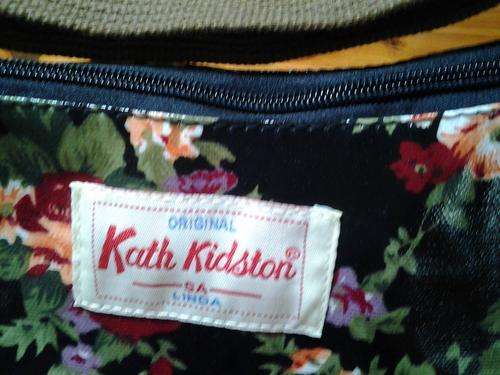 ORIGINAL
Kath Kidston®
SA
LINDA